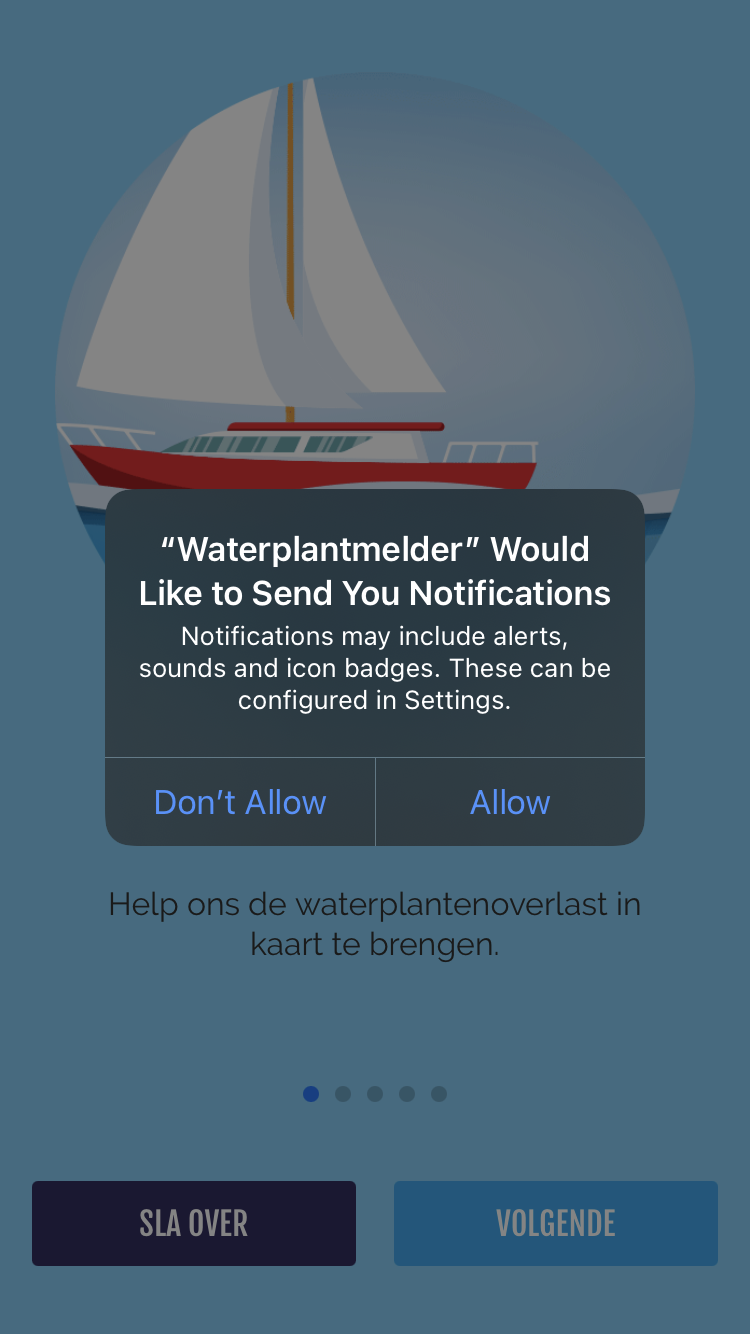 “Waterplantmelder” Would
Like to Send You Notifications
Notifications may include alerts,
sounds and icon badges. These can be
configured in Settings.
Don’t Allow
Allow
Help ons de waterplantenoverlast in
kaart te brengen.
SLA OVER
VOLGENDE